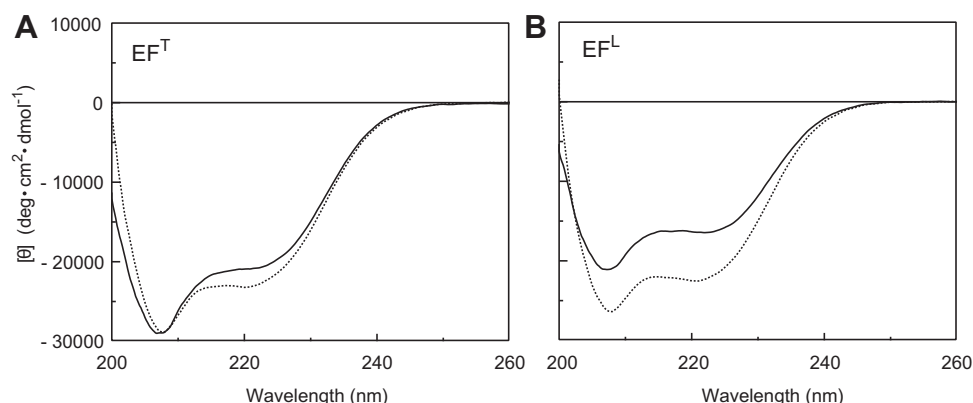 A
B
EF^T
EF^L
[θ] (deg•cm²•dmol⁻¹)
10000
0
- 10000
- 20000
- 30000
200 220 240 260
200 220 240 260
Wavelength (nm)
Wavelength (nm)